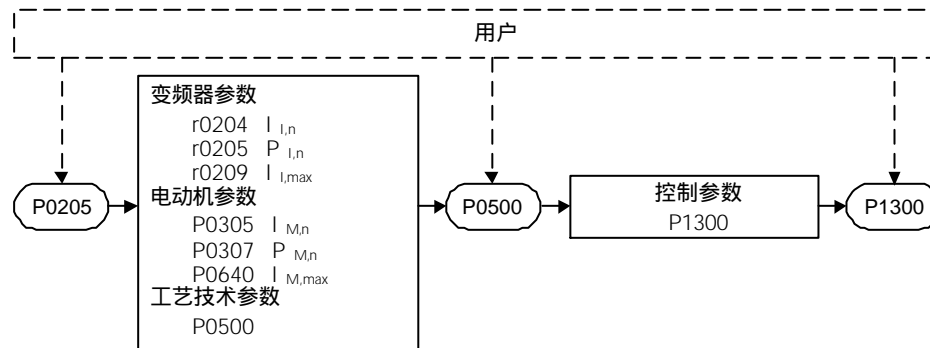 用户
变频器参数
r0204 I I,n
r0205 P I,n
r0209 I I,max
电动机参数
P0305 I M,n
P0307 P M,n
P0640 I M,max
工艺技术参数
P0500
P0205
P0500
控制参数
P1300
P1300